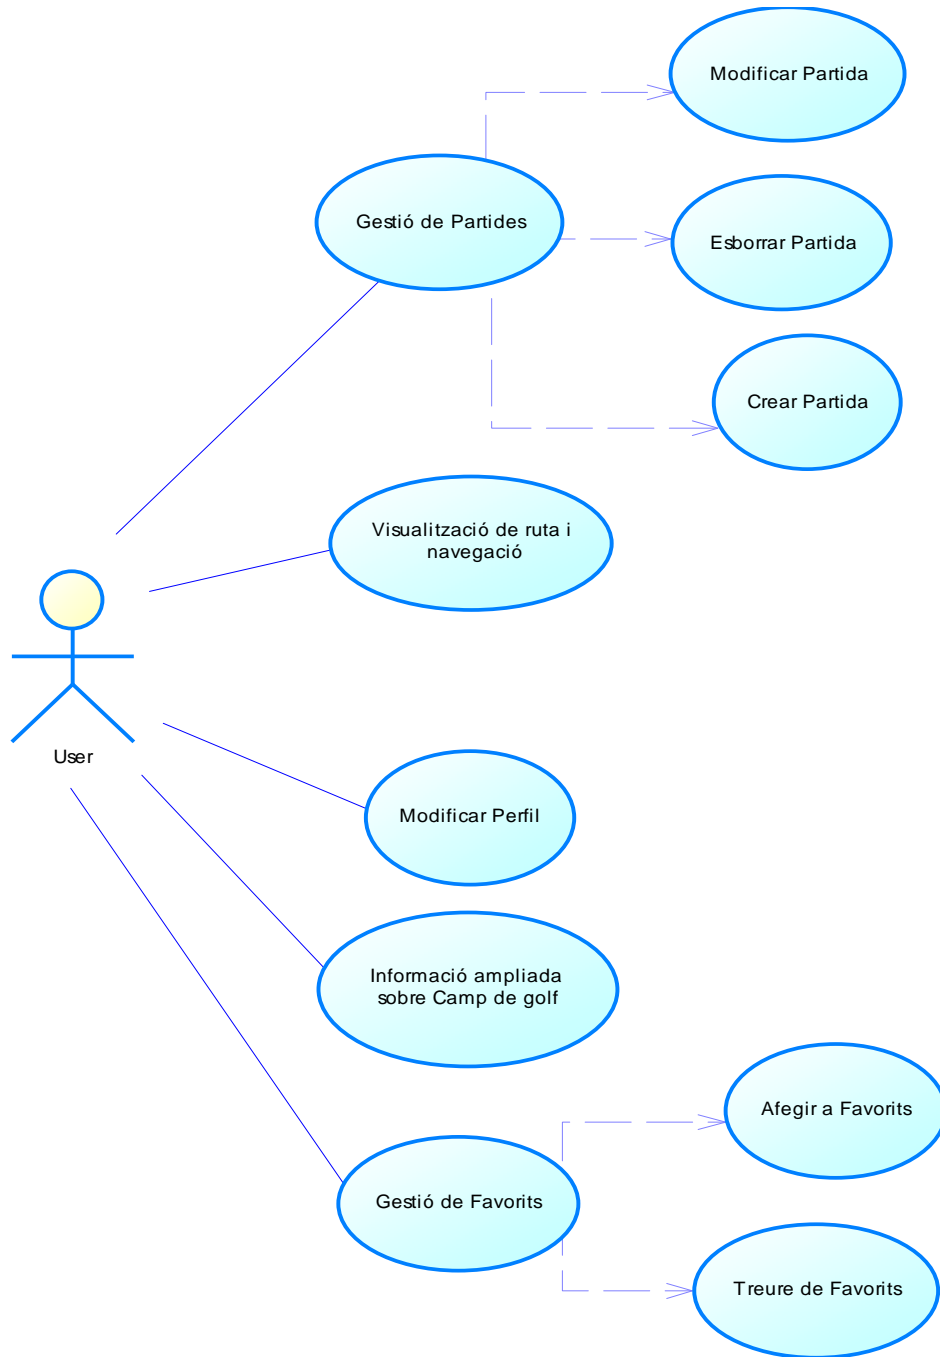 Modificar Partida
Gestió de Partides
Esborrar Partida
Crear Partida
Visualització de ruta i
navegació
User
Modificar Perfil
Informació ampliada
sobre Camp de golf
Afegir a Favorits
Gestió de Favorits
Treure de Favorits